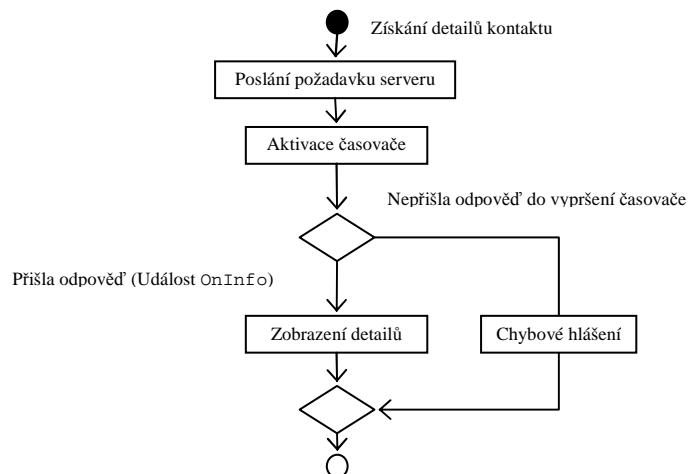 Získání detailů kontaktu
Poslání požadavku serveru
Aktivace časovače
Nepřišla odpověď do vypršení časovače
Přišla odpověď (Událost OnInfo)
Zobrazení detailů
Chybové hlášení